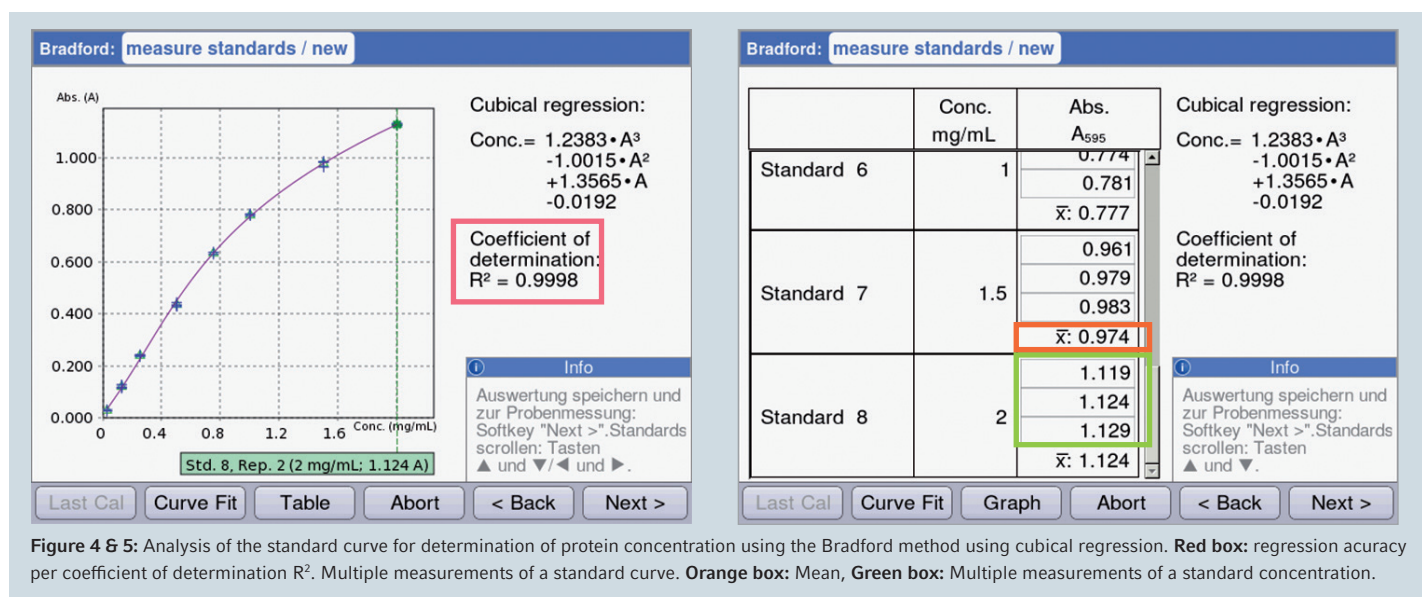 Bradford: measure standards / new
Abs. (A)
1.000
0.800
0.600
0.400
0.200
0.000
0 0.4 0.8 1.2 1.6 Conc. (mg/mL)
Std. 8, Rep. 2 (2 mg/mL; 1.124 A)
Cubical regression:
Conc.= 1.2383•A³
-1.0015•A²
+1.3565•A
-0.0192
Coefficient of
determination:
R² = 0.9998
Info
Auswertung speichern und
zur Probenmessung:
Softkey "Next >".Standards
scrollen: Tasten
▲ und ▼/◀ und ▶.
Last Cal Curve Fit Table Abort < Back Next >
Bradford: measure standards / new
Conc. Abs.
mg/mL A₅₉₅
0.774
Standard 6 1
0.781
x̅: 0.777
0.961
0.979
Standard 7 1.5
0.983
x̅: 0.974
1.119
1.124
Standard 8 2
1.129
x̅: 1.124
Cubical regression:
Conc.= 1.2383•A³
-1.0015•A²
+1.3565•A
-0.0192
Coefficient of
determination:
R² = 0.9998
Info
Auswertung speichern und
zur Probenmessung:
Softkey "Next >".Standards
scrollen: Tasten
▲ und ▼.
Last Cal Curve Fit Graph Abort < Back Next >
Figure 4 & 5: Analysis of the standard curve for determination of protein concentration using the Bradford method using cubical regression. Red box: regression acuracy
per coefficient of determination R². Multiple measurements of a standard curve. Orange box: Mean, Green box: Multiple measurements of a standard concentration.